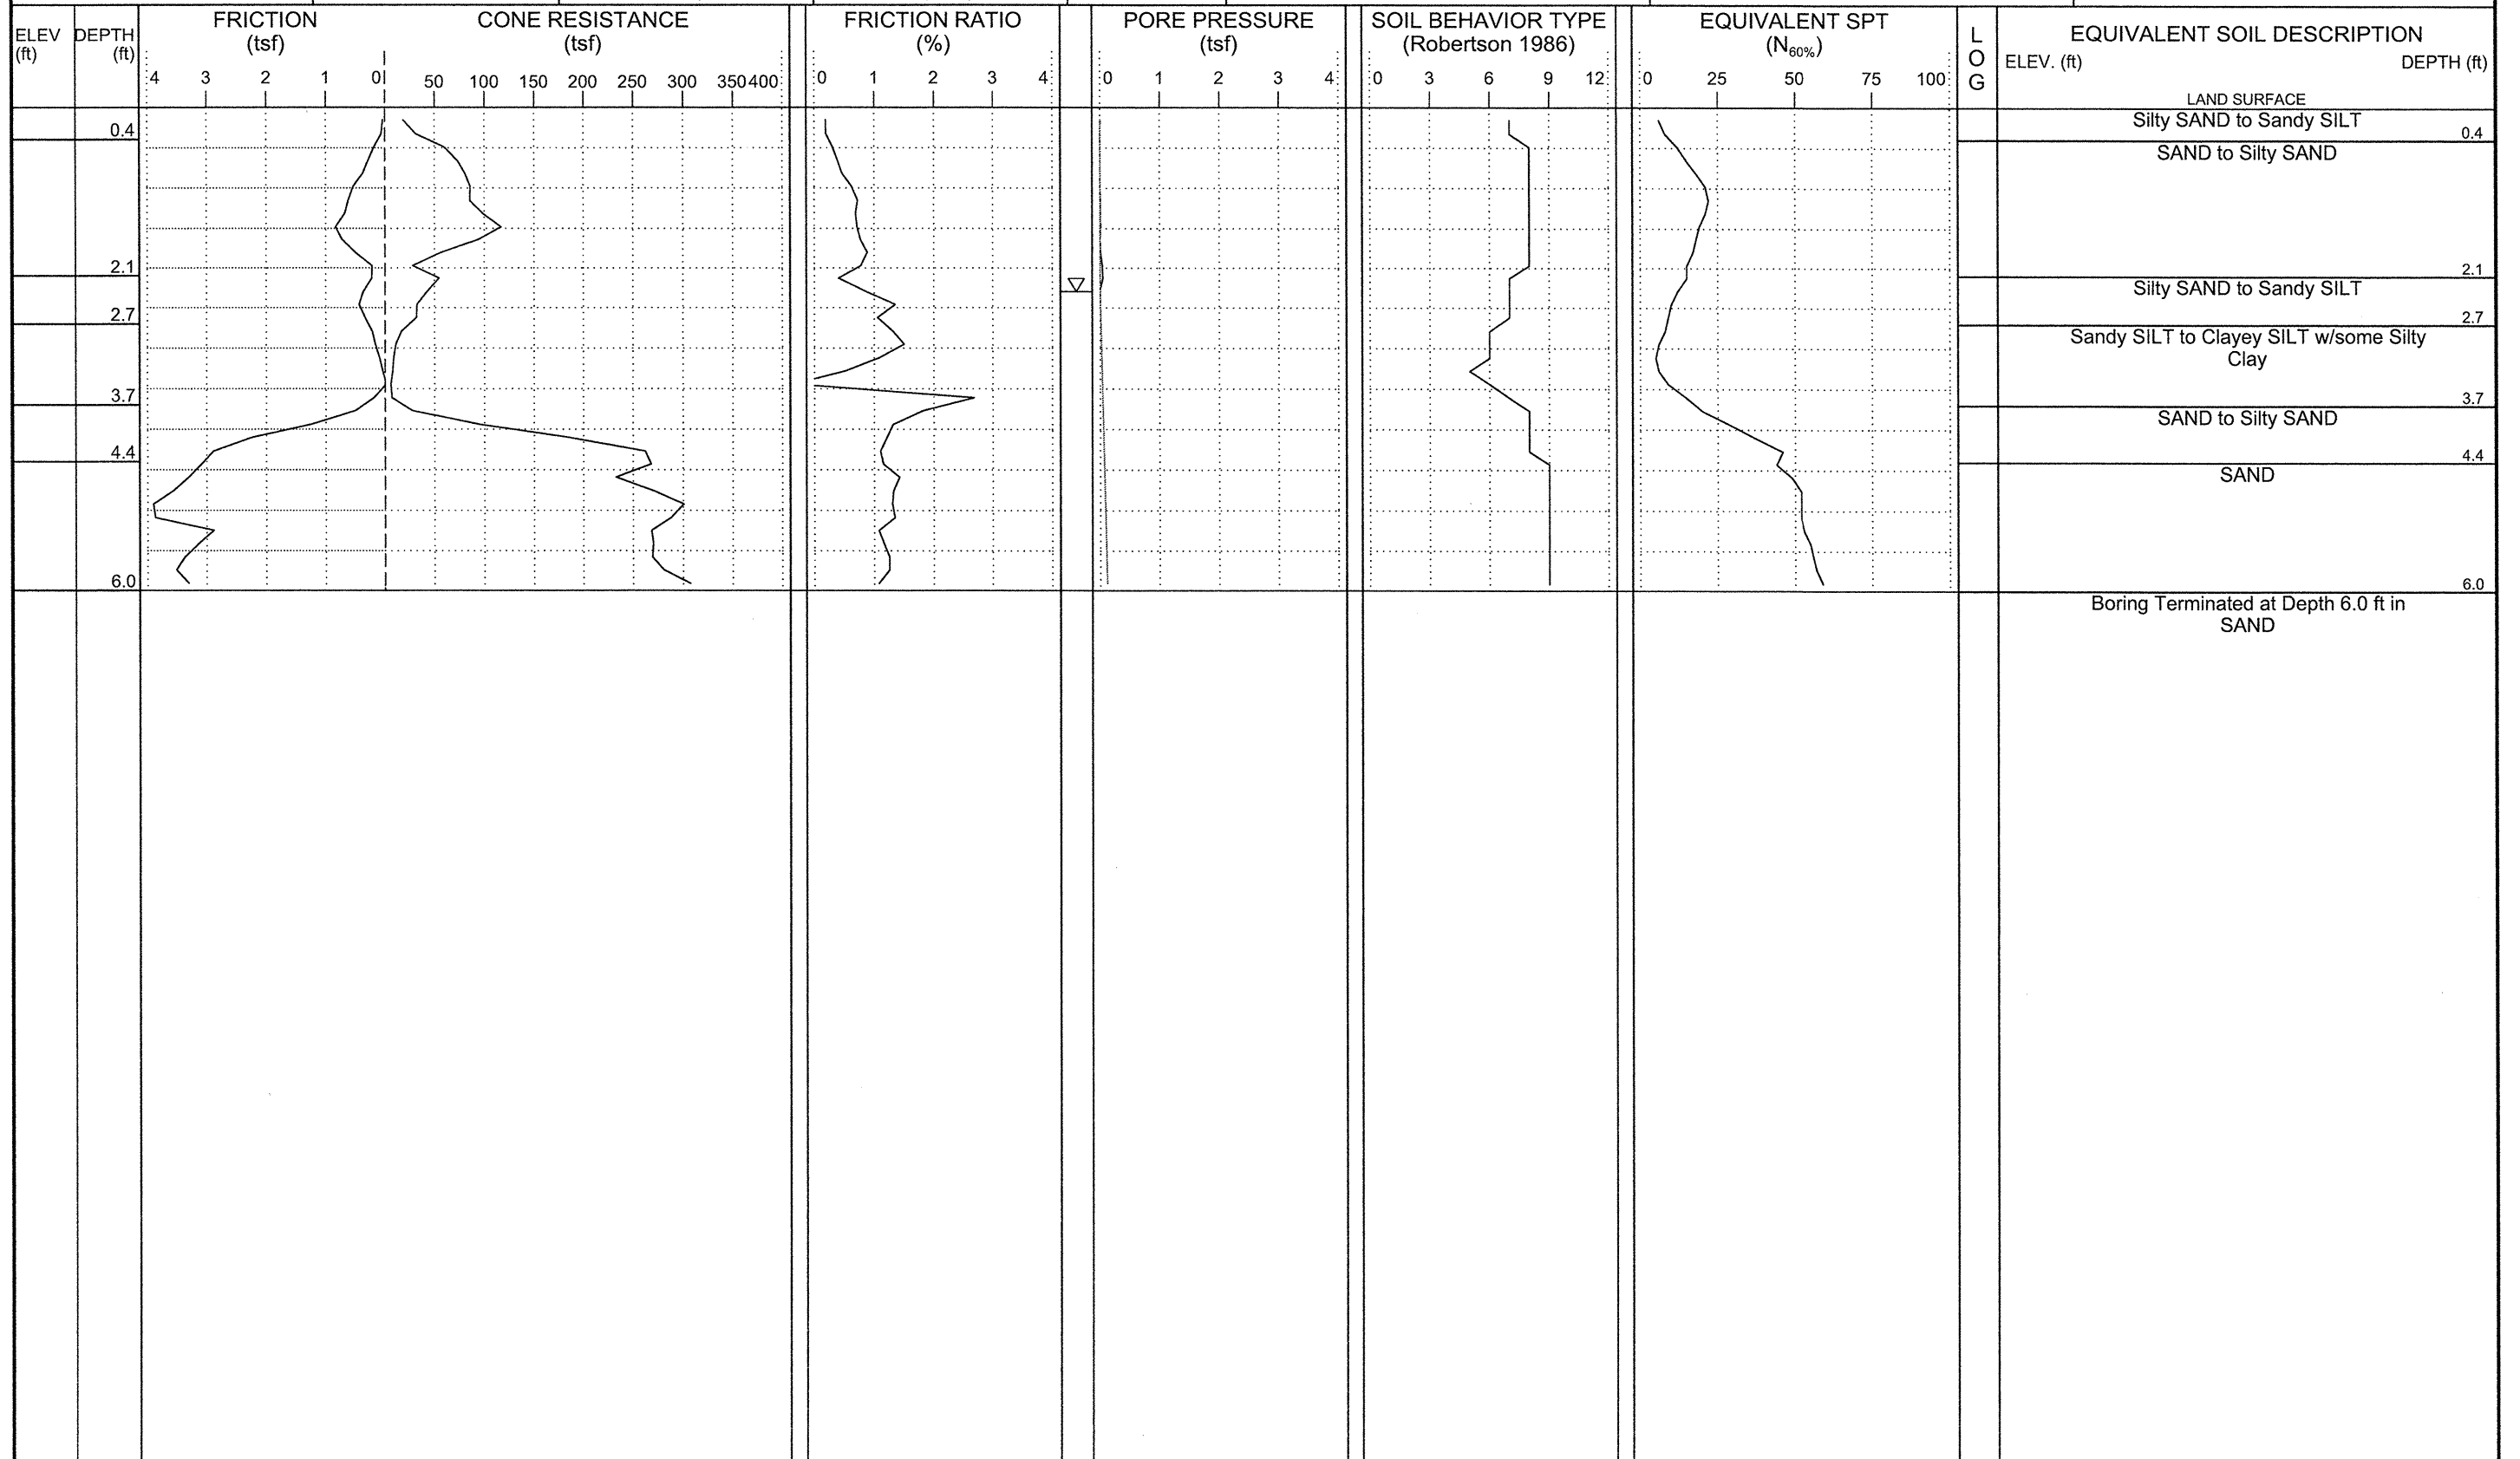 ELEV
(ft)
DEPTH
(ft)
FRICTION
(tsf)
4 3 2 1 0
CONE RESISTANCE
(tsf)
50 100 150 200 250 300 350 400
FRICTION RATIO
(%)
0 1 2 3 4
PORE PRESSURE
(tsf)
0 1 2 3 4
SOIL BEHAVIOR TYPE
(Robertson 1986)
0 3 6 9 12
EQUIVALENT SPT
(N60%)
0 25 50 75 100
L
O
G
EQUIVALENT SOIL DESCRIPTION
ELEV. (ft) DEPTH (ft)
LAND SURFACE
0.4
Silty SAND to Sandy SILT
0.4
SAND to Silty SAND
2.1
2.1
Silty SAND to Sandy SILT
2.7
2.7
Sandy SILT to Clayey SILT w/some Silty
Clay
3.7
3.7
SAND to Silty SAND
4.4
4.4
SAND
6.0
6.0
Boring Terminated at Depth 6.0 ft in
SAND